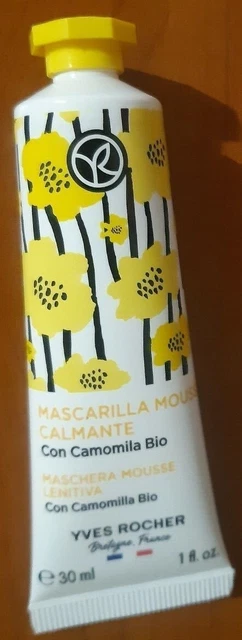 MASCARILLA MOUSSE
CALMANTE
Con Camomila Bio
MASCHERA MOUSSE
LENITIVA
Con Camomilla Bio
YVES ROCHER
Bretagne, France
℮ 30 ml 1 fl. oz.